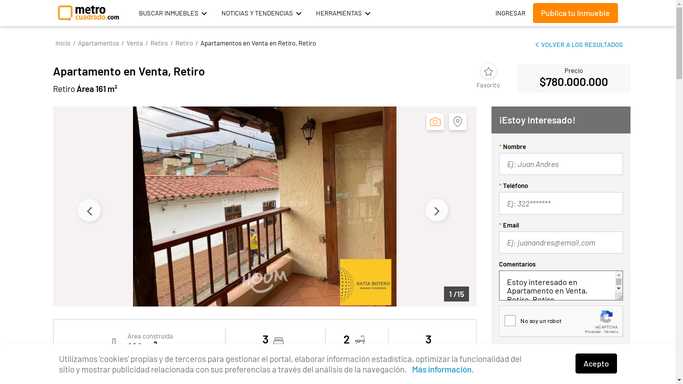 metro
cuadrado.com
BUSCAR INMUEBLES
NOTICIAS Y TENDENCIAS
HERRAMIENTAS
INGRESAR
Publica tu Inmueble
Inicio / Apartamentos / Venta / Retiro / Retiro / Apartamentos en Venta en Retiro, Retiro
VOLVER A LOS RESULTADOS
Apartamento en Venta, Retiro
Retiro Área 161 m²
Favorito
Precio
$780.000.000
¡Estoy Interesado!
* Nombre
Ej: Juan Andres
* Teléfono
Ej: 322*******
* Email
Ej: juanandres@email.com
Comentarios
Estoy interesado en
Apartamento en Venta,
Retiro, Retiro
No soy un robot
reCAPTCHA
Privacidad - Términos
KATIA BOTERO
1 / 15
Área construida
3
2
3
Utilizamos 'cookies' propias y de terceros para gestionar el portal, elaborar información estadística, optimizar la funcionalidad del
sitio y mostrar publicidad relacionada con sus preferencias a través del análisis de la navegación. Más información.
Acepto